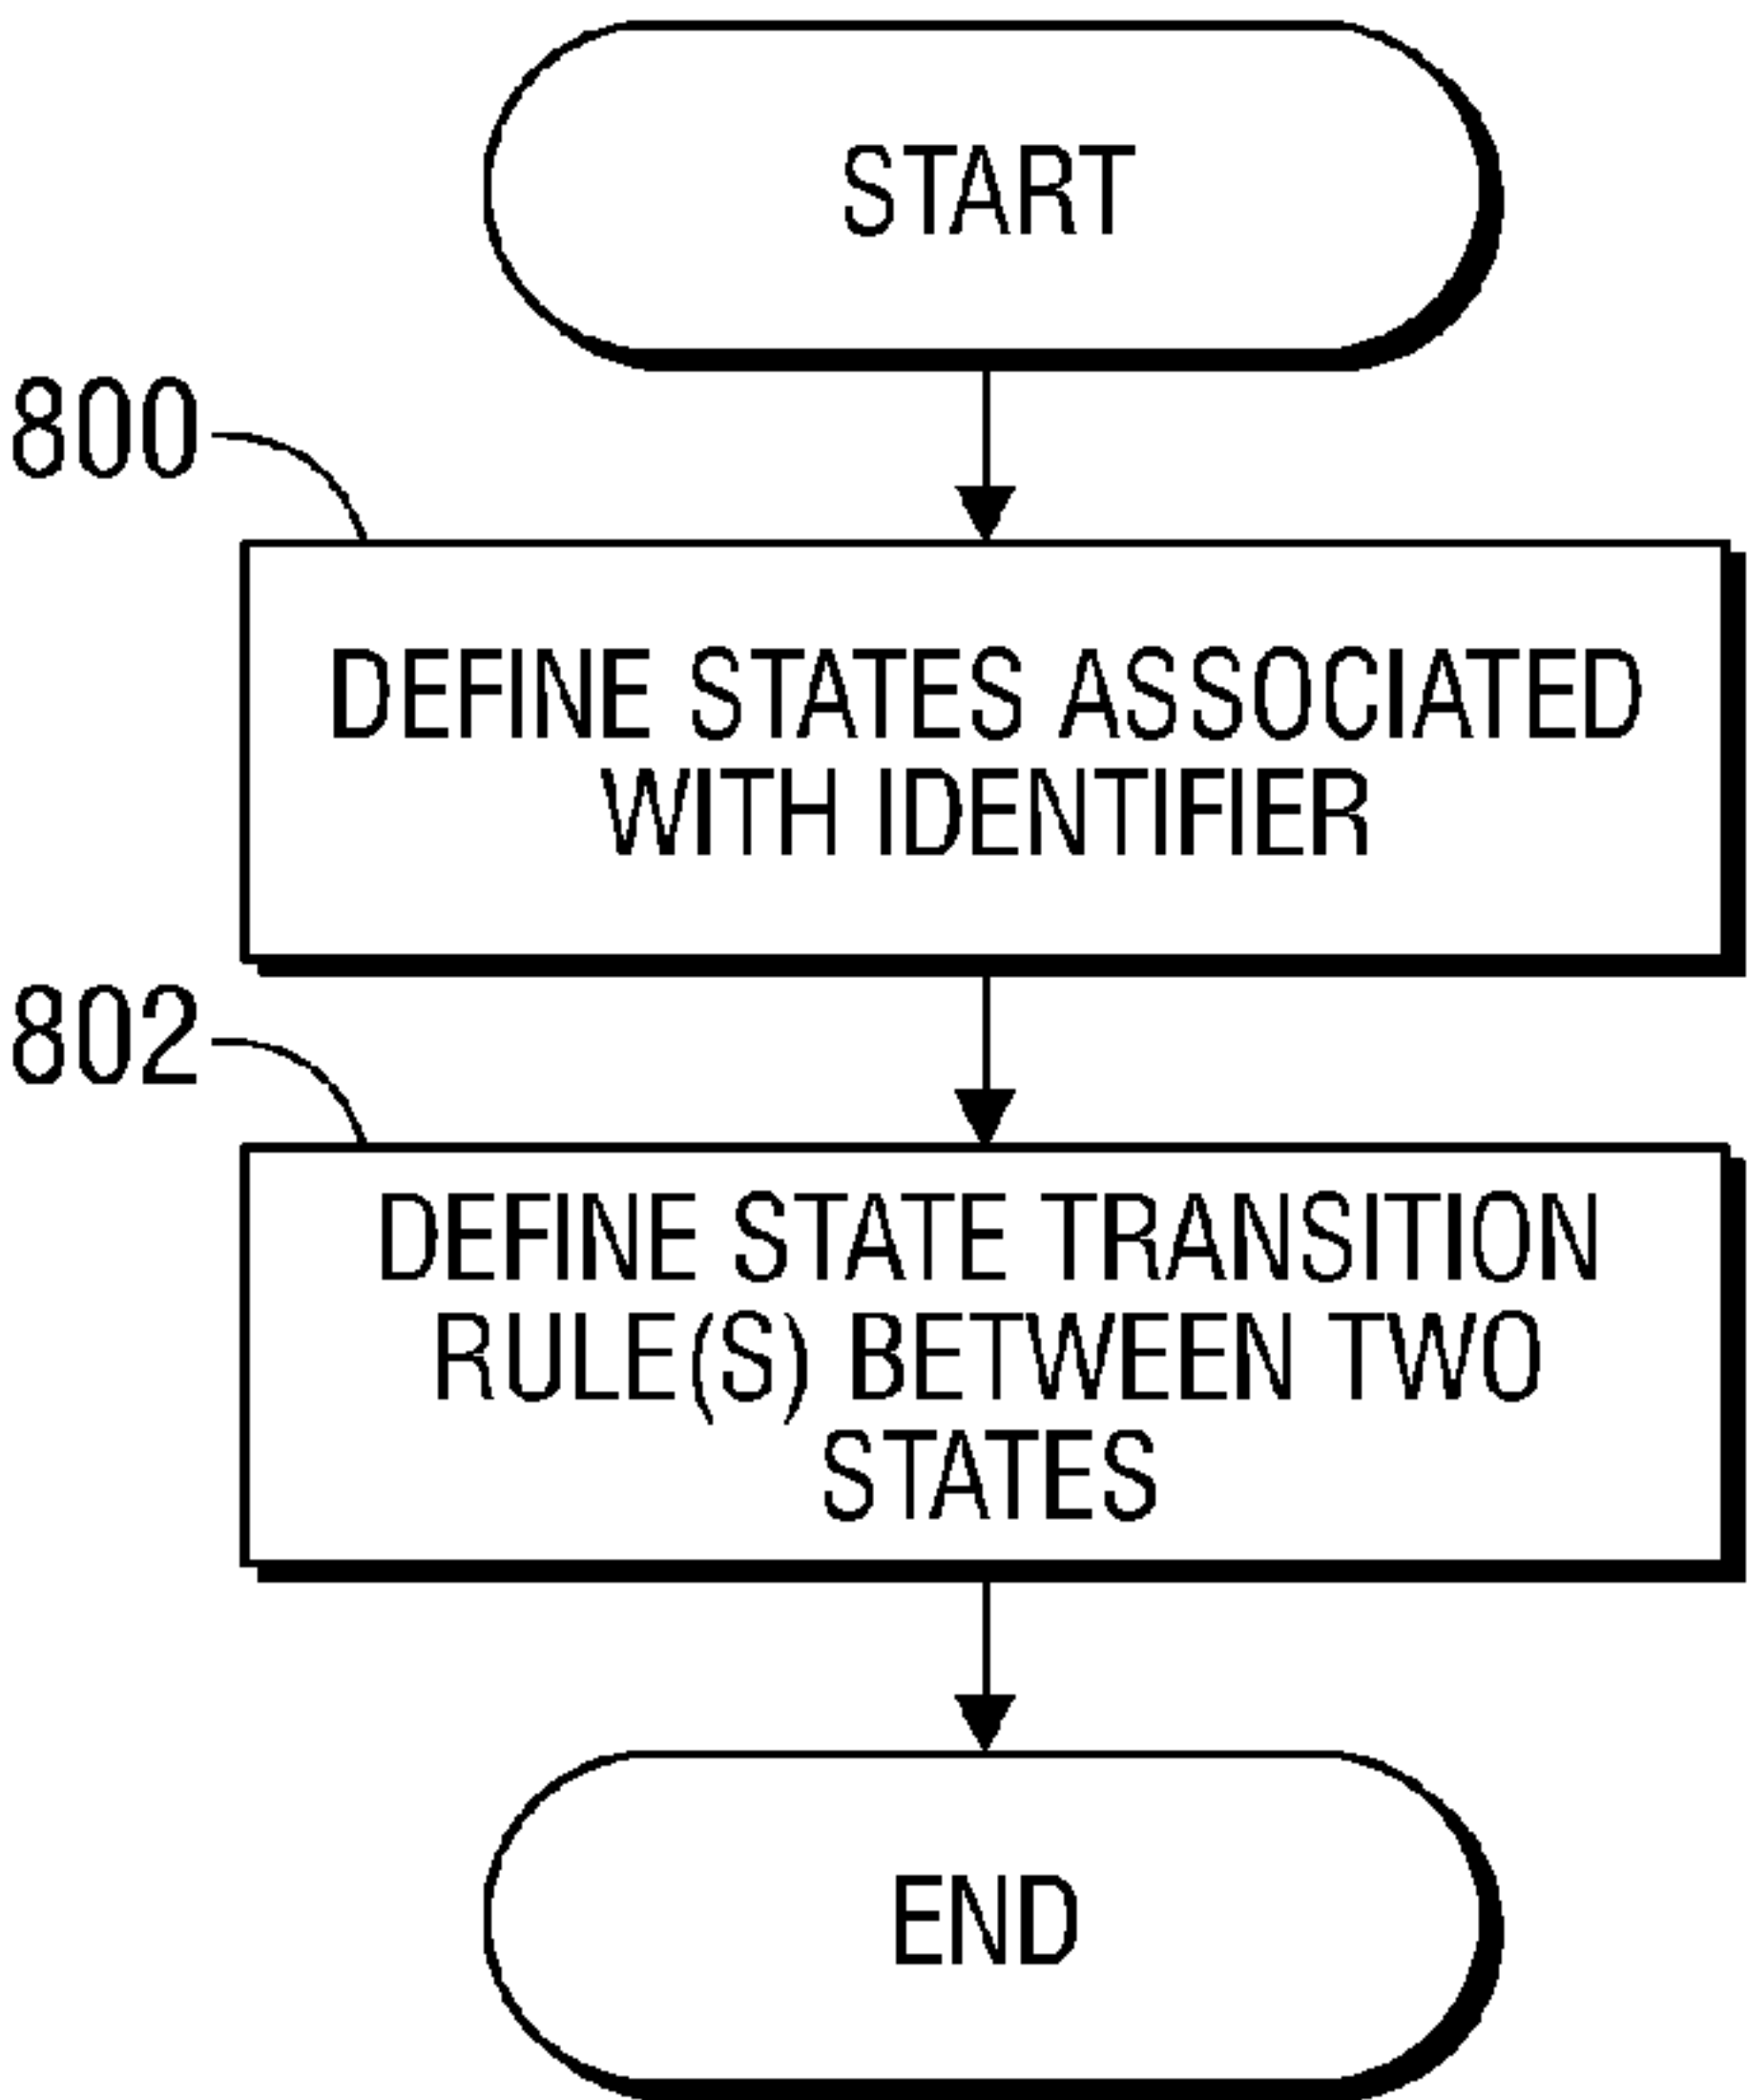 START
800
DEFINE STATES ASSOCIATED
WITH IDENTIFIER
802
DEFINE STATE TRANSITION
RULE(S) BETWEEN TWO
STATES
END